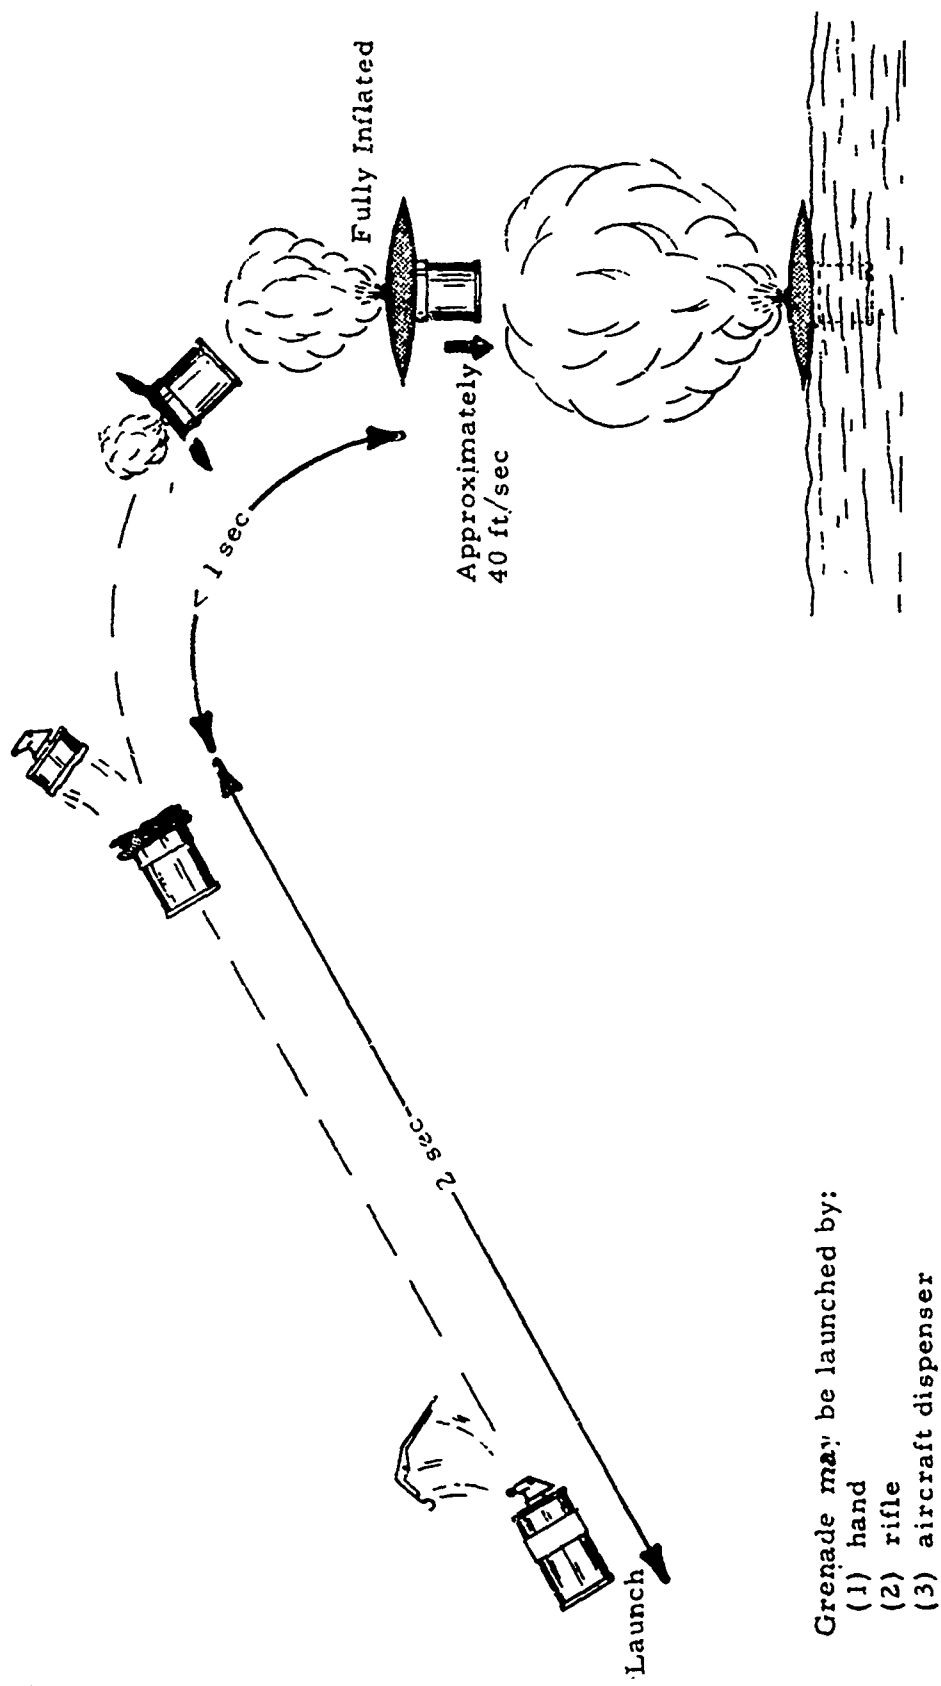 Fully Inflated
< 1 sec
Approximately
40 ft/sec
2 sec
Launch
Grenade may be launched by:
(1) hand
(2) rifle
(3) aircraft dispenser